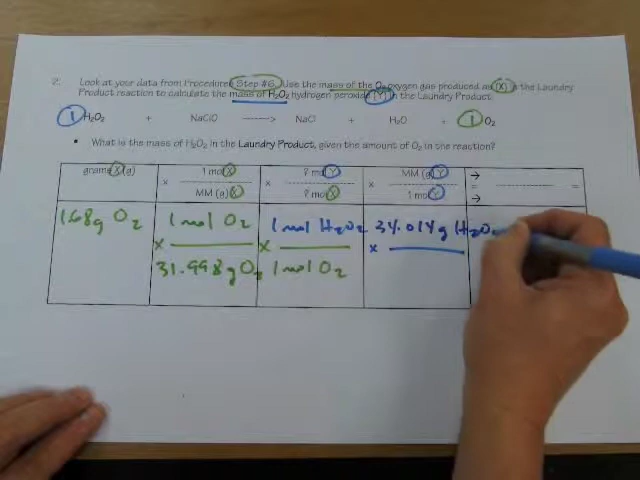 2. Look at your data from Procedure Step #6. Use the mass of the O₂ oxygen gas produced as (X) in the Laundry
Product reaction to calculate the mass of H₂O₂ hydrogen peroxide (Y) in the Laundry Product.
1 H₂O₂ + NaClO -----> NaCl + H₂O + 1 O₂
• What is the mass of H₂O₂ in the Laundry Product, given the amount of O₂ in the reaction?
grams X (g) × 1 mol X × ? mol Y × MM (g) Y → =
MM (g) X ? mol X 1 mol Y = →
1.68g O₂ × 1 mol O₂ × 1 mol H₂O₂ × 34.014g H₂O₂
31.998g O₂ 1 mol O₂